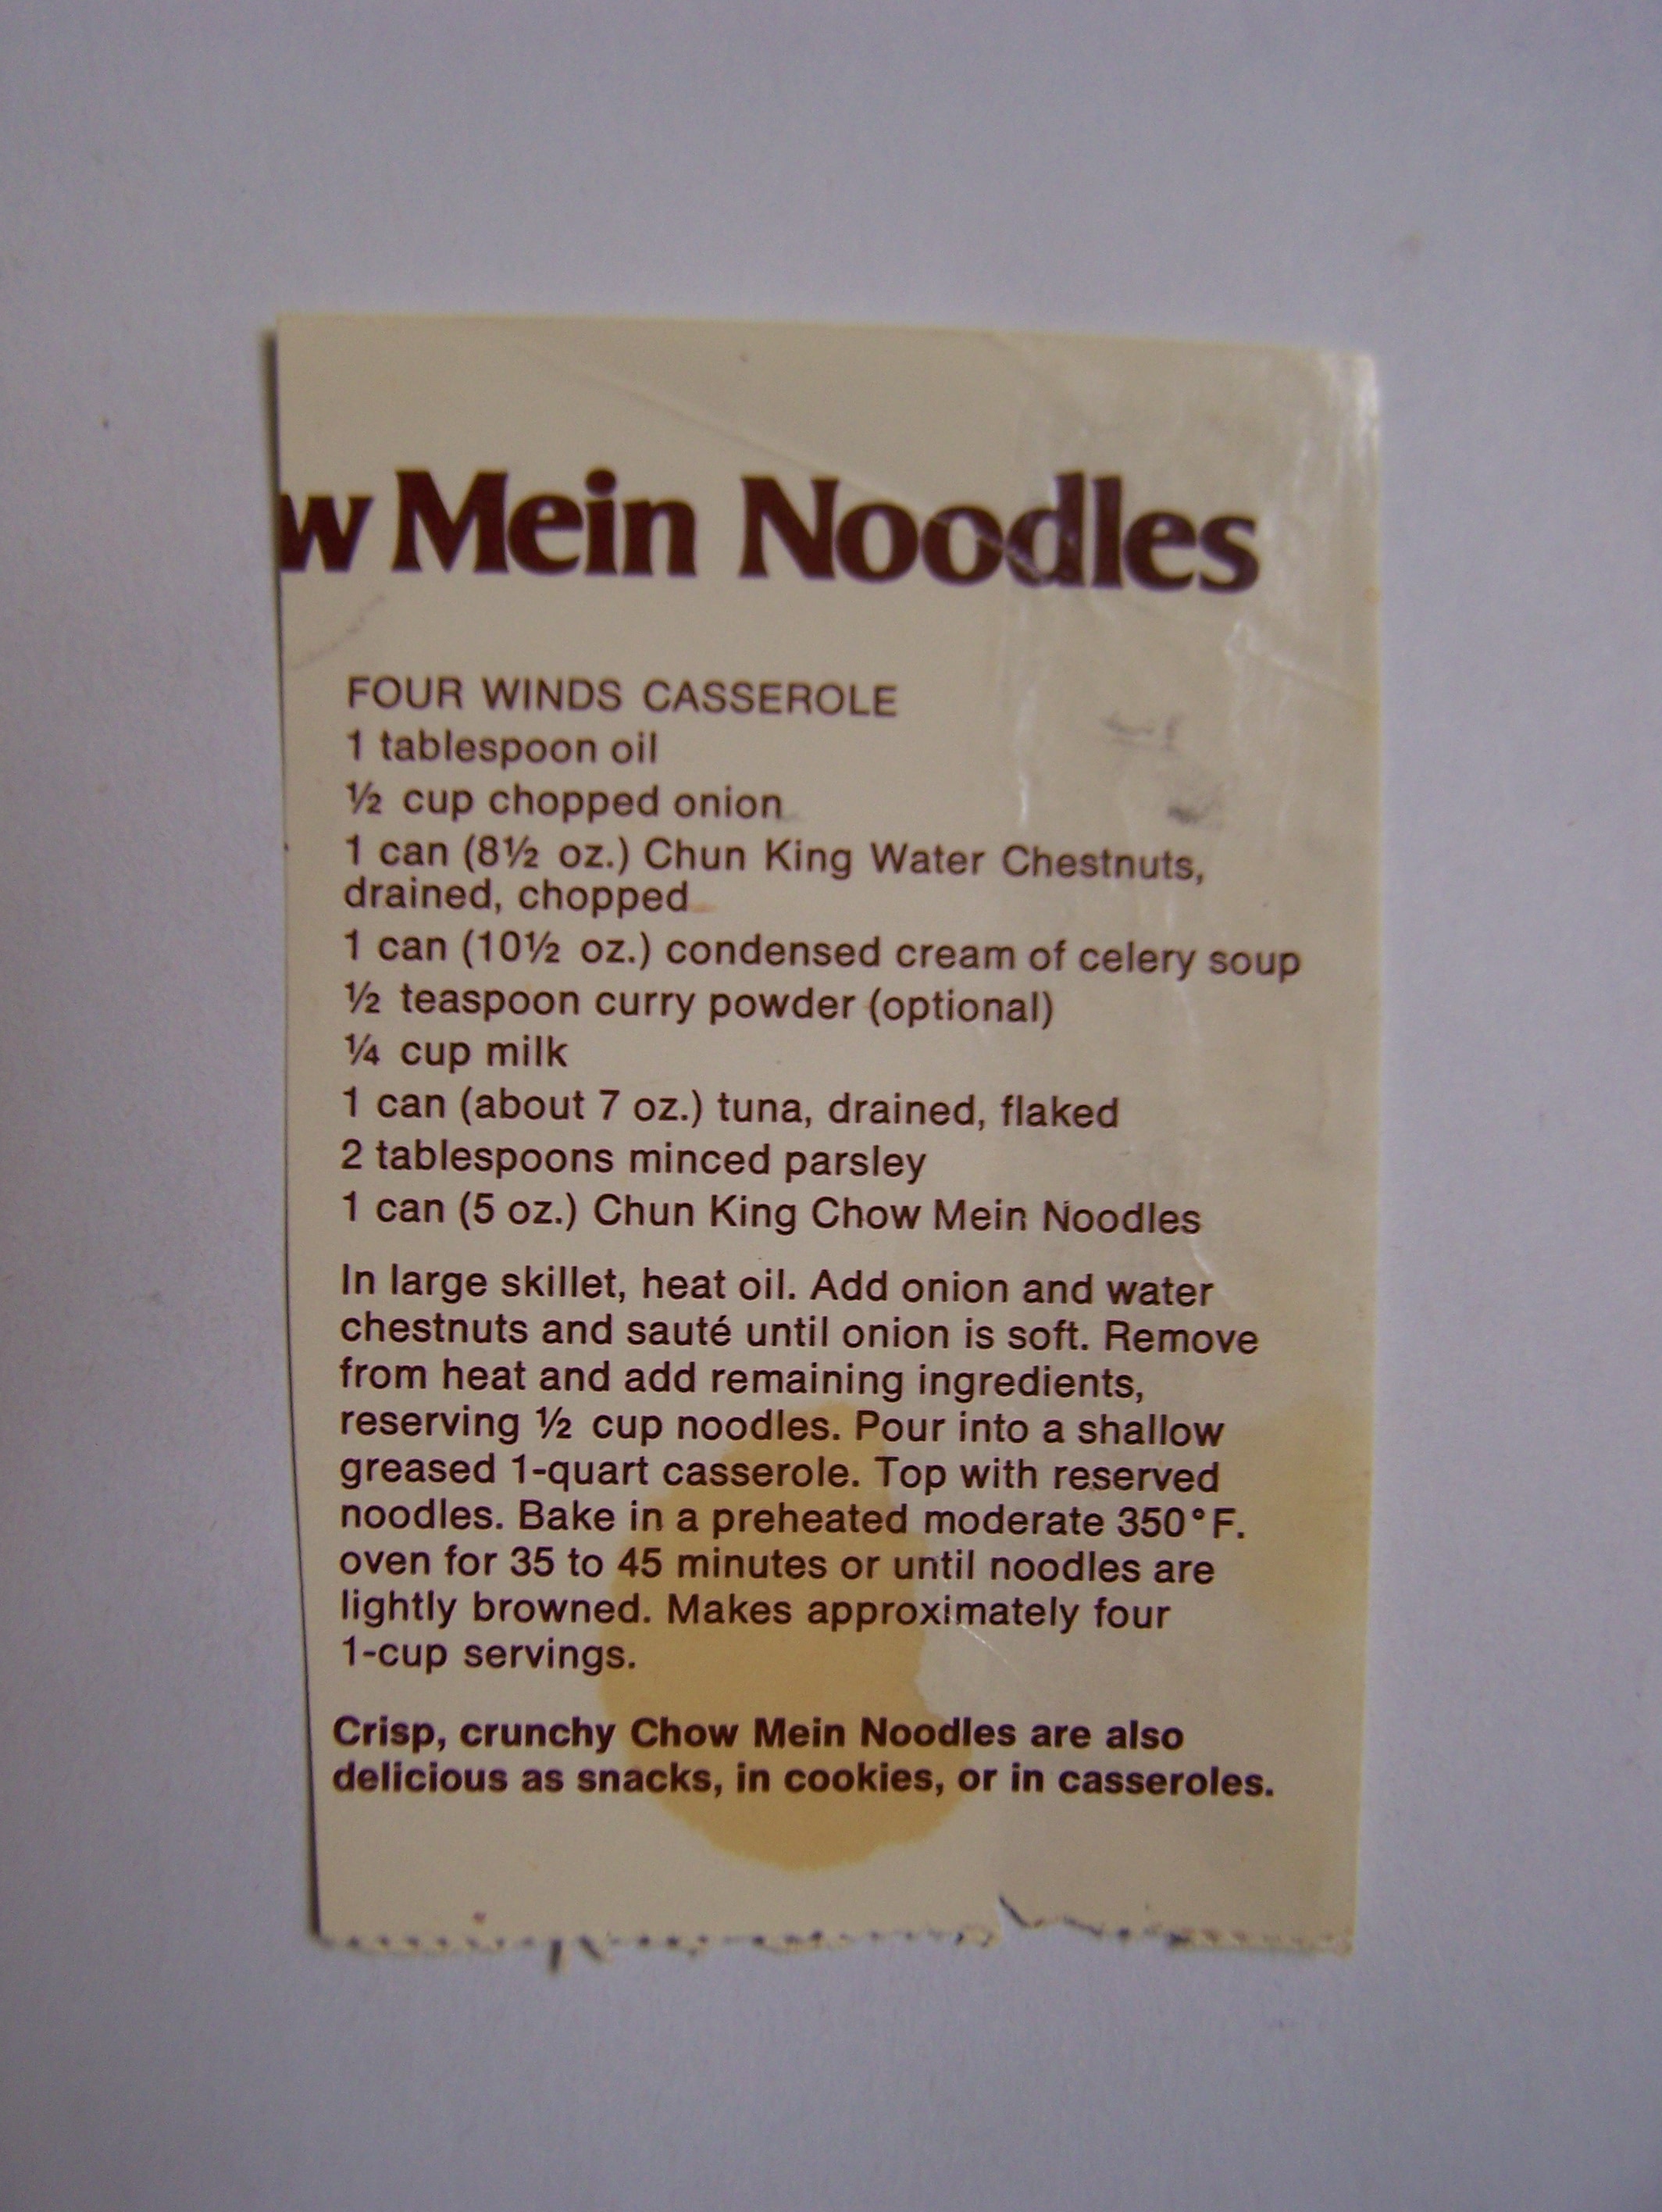 w Mein Noodles
FOUR WINDS CASSEROLE
1 tablespoon oil
½ cup chopped onion
1 can (8½ oz.) Chun King Water Chestnuts,
drained, chopped
1 can (10½ oz.) condensed cream of celery soup
½ teaspoon curry powder (optional)
¼ cup milk
1 can (about 7 oz.) tuna, drained, flaked
2 tablespoons minced parsley
1 can (5 oz.) Chun King Chow Mein Noodles
In large skillet, heat oil. Add onion and water
chestnuts and sauté until onion is soft. Remove
from heat and add remaining ingredients,
reserving ½ cup noodles. Pour into a shallow
greased 1-quart casserole. Top with reserved
noodles. Bake in a preheated moderate 350°F.
oven for 35 to 45 minutes or until noodles are
lightly browned. Makes approximately four
1-cup servings.
Crisp, crunchy Chow Mein Noodles are also
delicious as snacks, in cookies, or in casseroles.